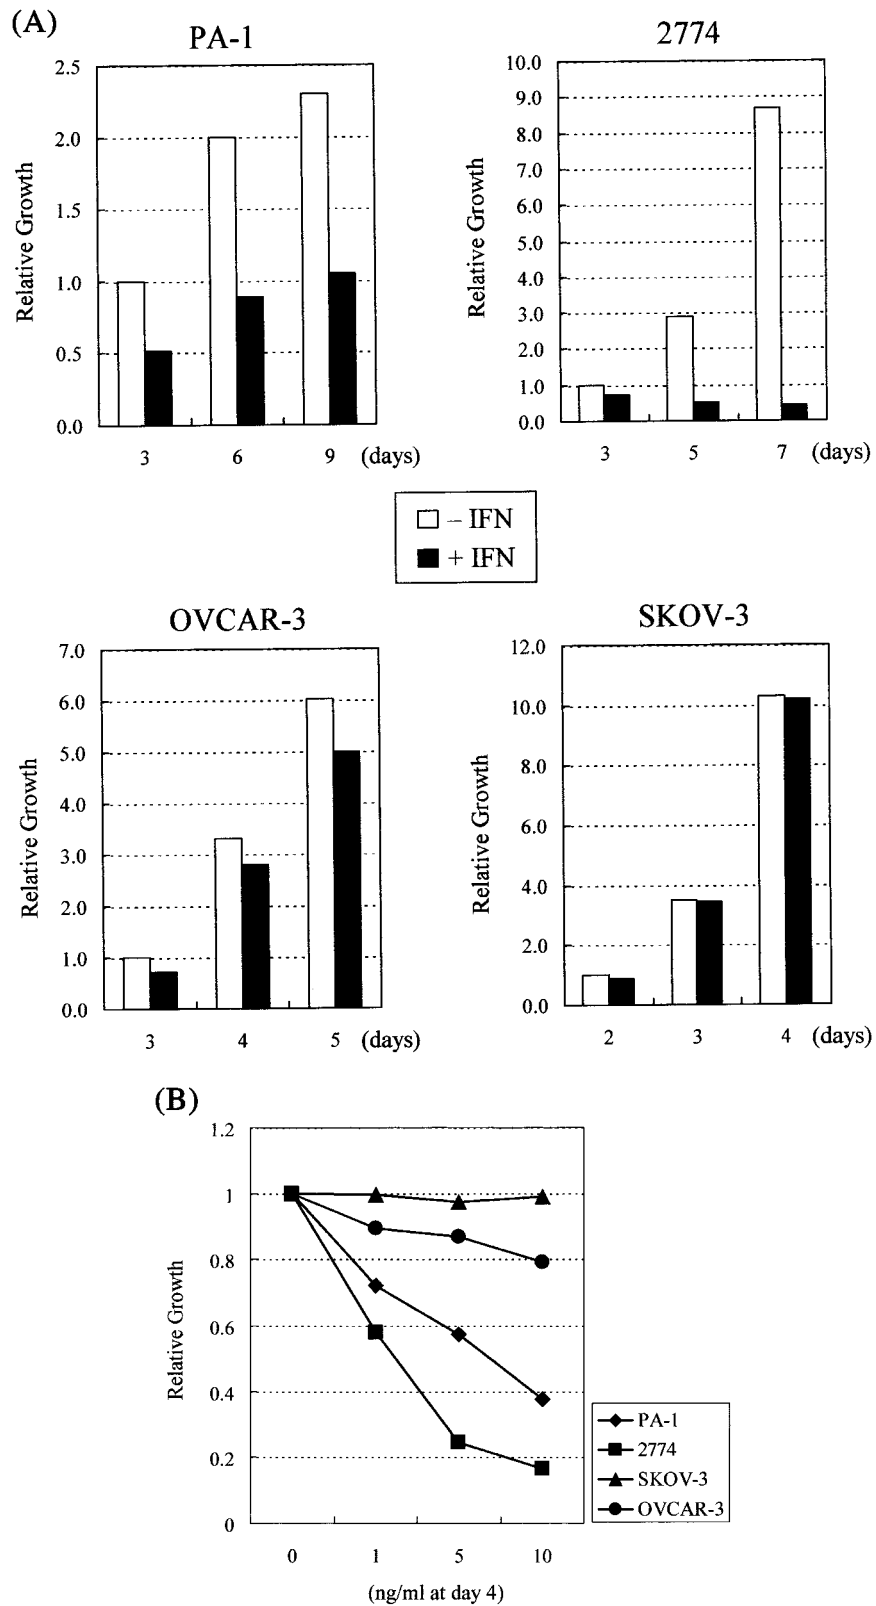 (A)
PA-1
2.5
2.0
1.5
1.0
0.5
0.0
Relative Growth
3 6 9 (days)
2774
10.0
9.0
8.0
7.0
6.0
5.0
4.0
3.0
2.0
1.0
0.0
Relative Growth
3 5 7 (days)
– IFN
+ IFN
OVCAR-3
7.0
6.0
5.0
4.0
3.0
2.0
1.0
0.0
Relative Growth
3 4 5 (days)
SKOV-3
12.0
10.0
8.0
6.0
4.0
2.0
0.0
Relative Growth
2 3 4 (days)
(B)
1.2
1
0.8
0.6
0.4
0.2
0
Relative Growth
0 1 5 10
(ng/ml at day 4)
PA-1
2774
SKOV-3
OVCAR-3